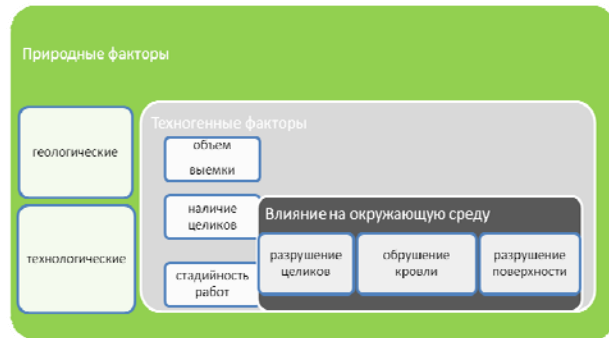 Природные факторы
геологические
технологические
Техногенные факторы
объем
выемки
наличие
целиков
стадийность
работ
Влияние на окружающую среду
разрушение
целиков
обрушение
кровли
разрушение
поверхности